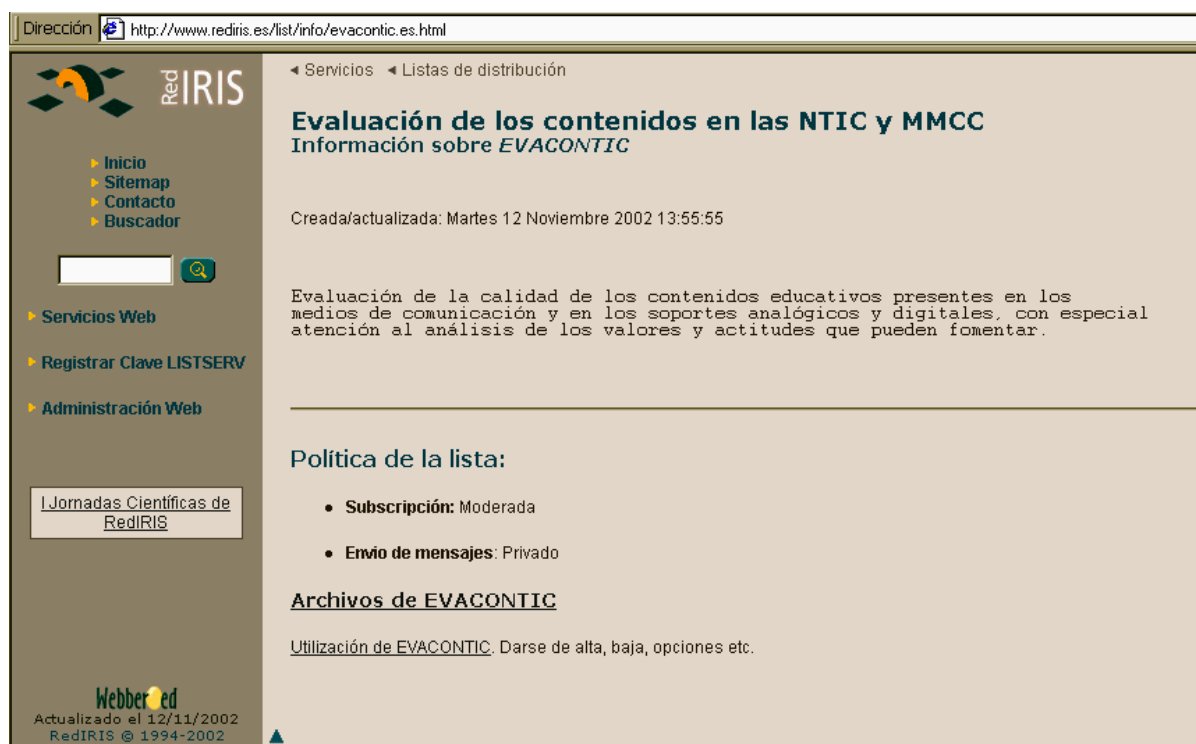 Dirección http://www.rediris.es/list/info/evacontic.es.html
Red IRIS
Inicio
Sitemap
Contacto
Buscador
Servicios Web
Registrar Clave LISTSERV
Administración Web
I Jornadas Científicas de
RedIRIS
Webbered
Actualizado el 12/11/2002
RedIRIS © 1994-2002
Servicios Listas de distribución
Evaluación de los contenidos en las NTIC y MMCC
Información sobre EVACONTIC
Creada/actualizada: Martes 12 Noviembre 2002 13:55:55
Evaluación de la calidad de los contenidos educativos presentes en los
medios de comunicación y en los soportes analógicos y digitales, con especial
atención al análisis de los valores y actitudes que pueden fomentar.
Política de la lista:
• Subscripción: Moderada
• Envio de mensajes: Privado
Archivos de EVACONTIC
Utilización de EVACONTIC. Darse de alta, baja, opciones etc.